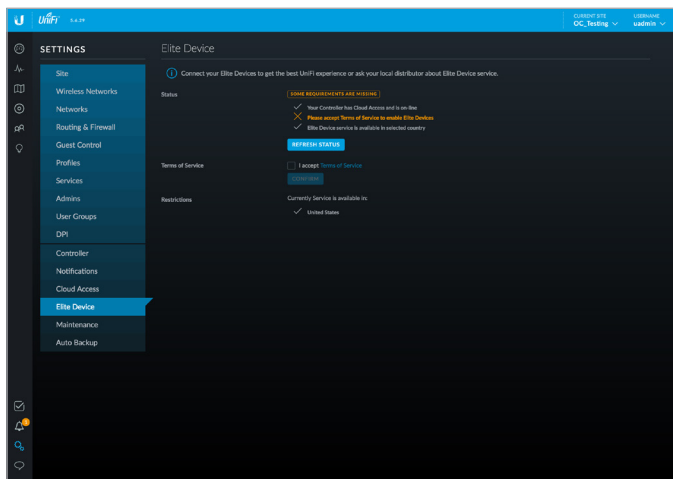 UniFi 5.6.39
CURRENT SITE
OC_Testing
USERNAME
uadmin
SETTINGS
Site
Wireless Networks
Networks
Routing & Firewall
Guest Control
Profiles
Services
Admins
User Groups
DPI
Controller
Notifications
Cloud Access
Elite Device
Maintenance
Auto Backup
Elite Device
Connect your Elite Devices to get the best UniFi experience or ask your local distributor about Elite Device service.
Status
SOME REQUIREMENTS ARE MISSING
Your Controller has Cloud Access and is on-line
Please accept Terms of Service to enable Elite Devices
Elite Device service is available in selected country
REFRESH STATUS
Terms of Service
I accept Terms of Service
CONFIRM
Restrictions
Currently Service is available in:
United States